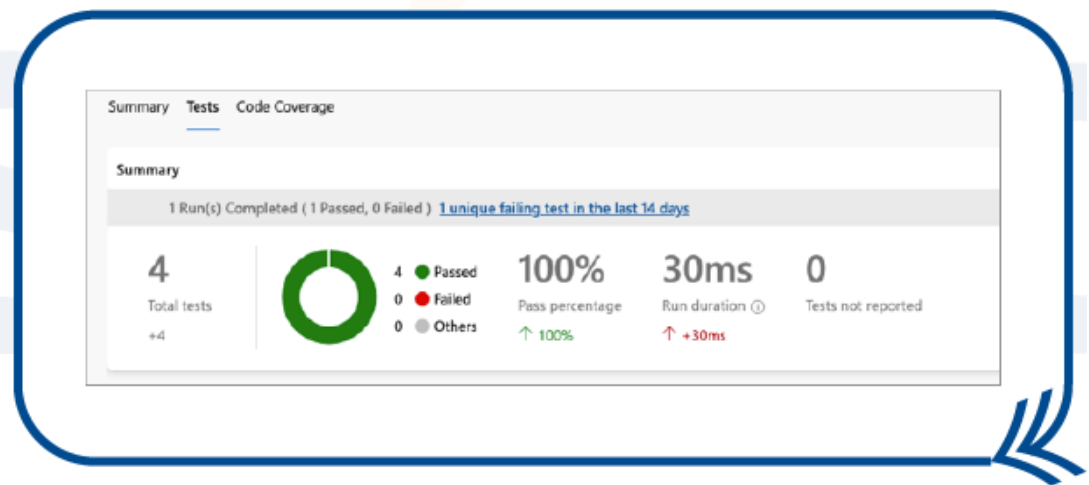 Summary Tests Code Coverage
Summary
1 Run(s) Completed ( 1 Passed, 0 Failed ) 1 unique failing test in the last 14 days
4
Total tests
+4
4 Passed
0 Failed
0 Others
100%
Pass percentage
↑ 100%
30ms
Run duration ⓘ
↑ +30ms
0
Tests not reported